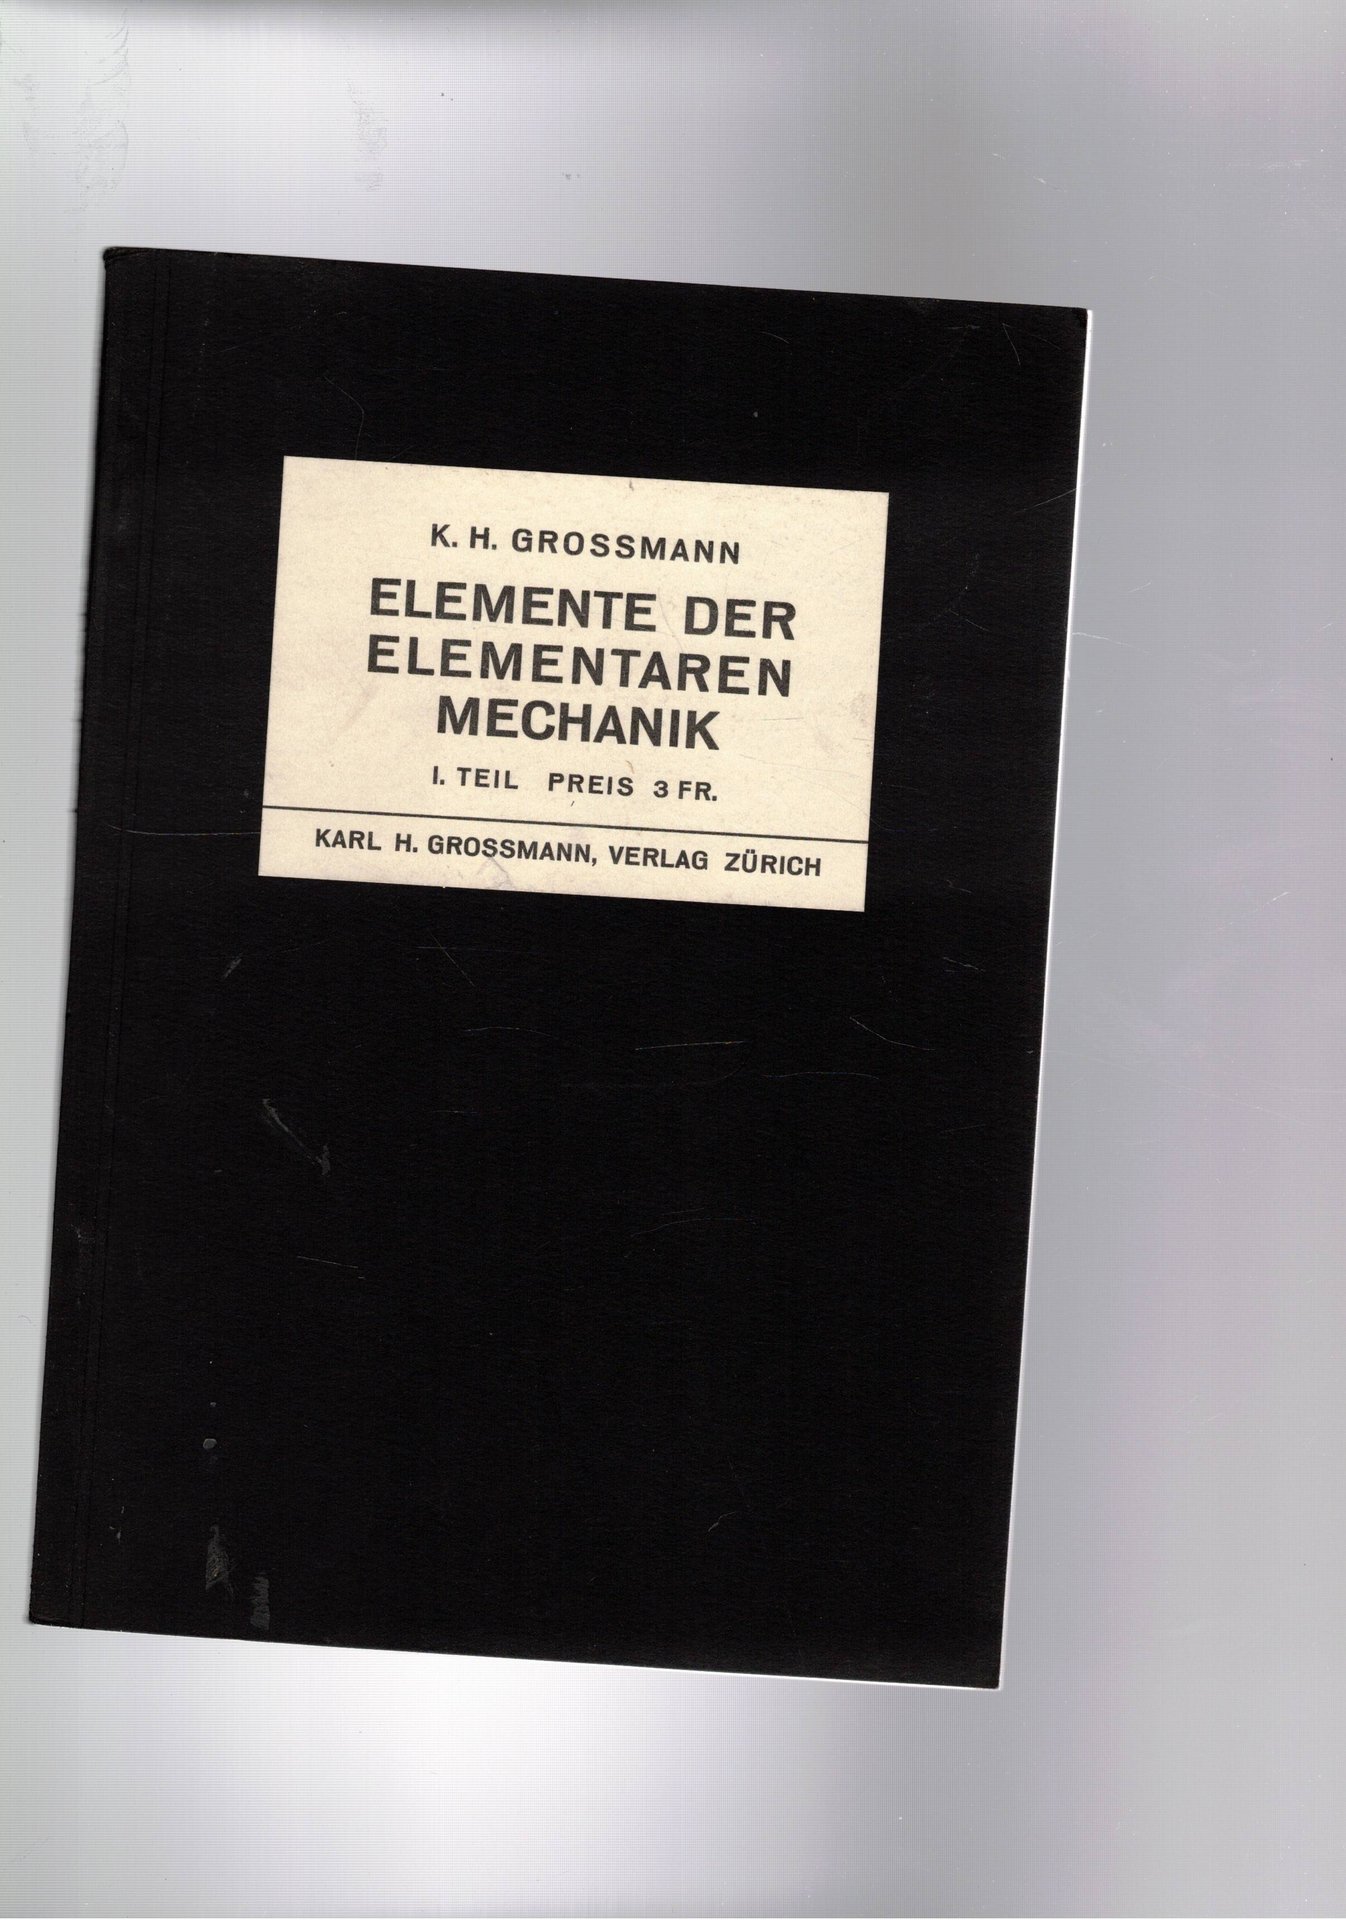 K. H. GROSSMANN
ELEMENTE DER
ELEMENTAREN
MECHANIK
I. TEIL PREIS 3 FR.
KARL H. GROSSMANN, VERLAG ZÜRICH